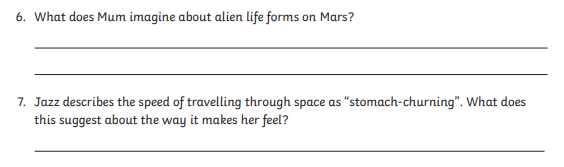 6. What does Mum imagine about alien life forms on Mars?
7. Jazz describes the speed of travelling through space as “stomach-churning”. What does
this suggest about the way it makes her feel?